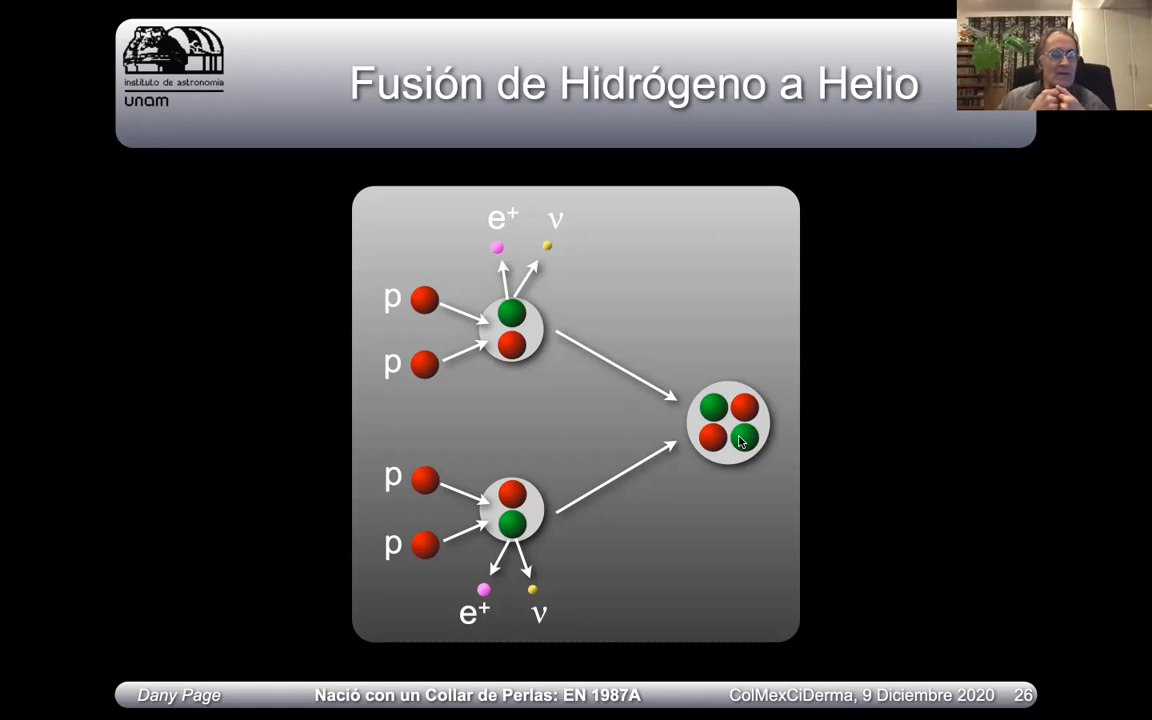 instituto de astronomia
unam
Fusión de Hidrógeno a Helio
e+ ν
p
p
p
p
e+ ν
Dany Page Nació con un Collar de Perlas: EN 1987A ColMexCiDerma, 9 Diciembre 2020 26